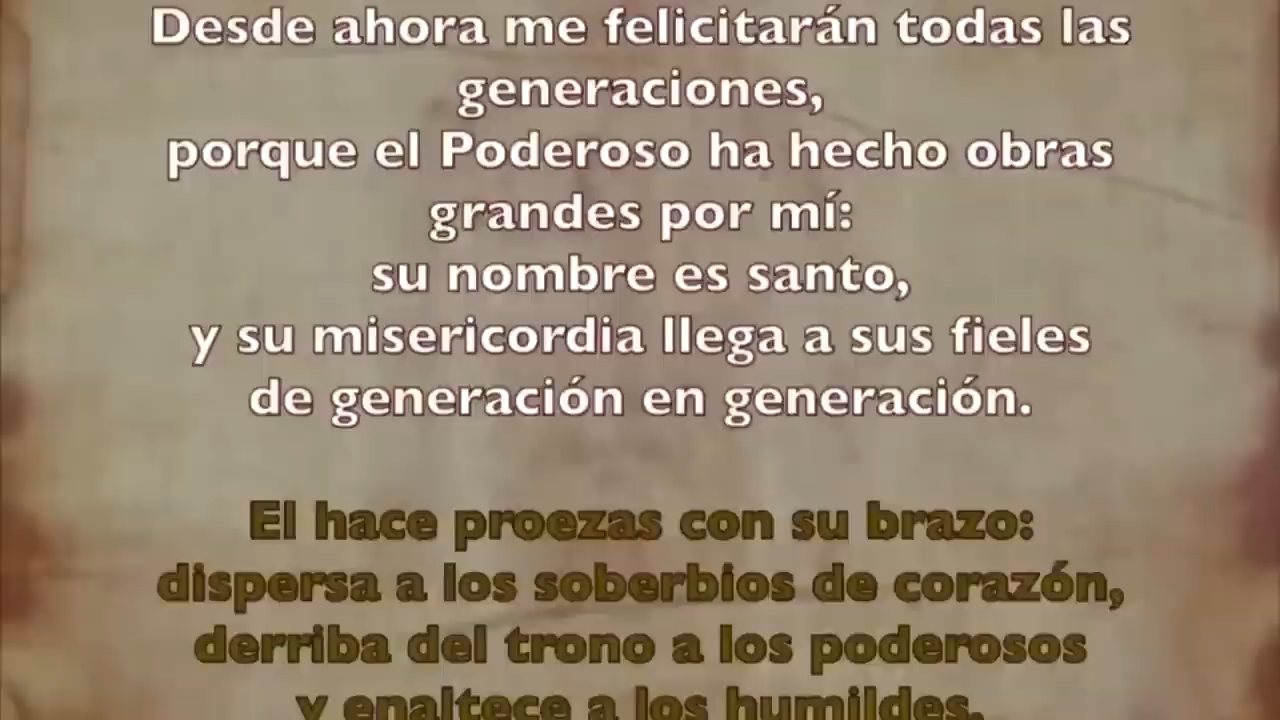 Desde ahora me felicitarán todas las
generaciones,
porque el Poderoso ha hecho obras
grandes por mí:
su nombre es santo,
y su misericordia llega a sus fieles
de generación en generación.
El hace proezas con su brazo:
dispersa a los soberbios de corazón,
derriba del trono a los poderosos
y enaltece a los humildes,